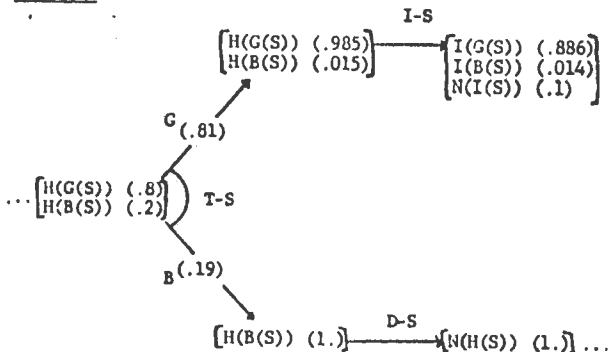 I-S
[H(G(S)) (.985)
H(B(S)) (.015)]
[I(G(S)) (.886)
I(B(S)) (.014)
N(I(S)) (.1)]
G (.81)
...[H(G(S)) (.8)
H(B(S)) (.2)]
T-S
B (.19)
D-S
[H(B(S)) (1.)]
[N(H(S)) (1.)] ...